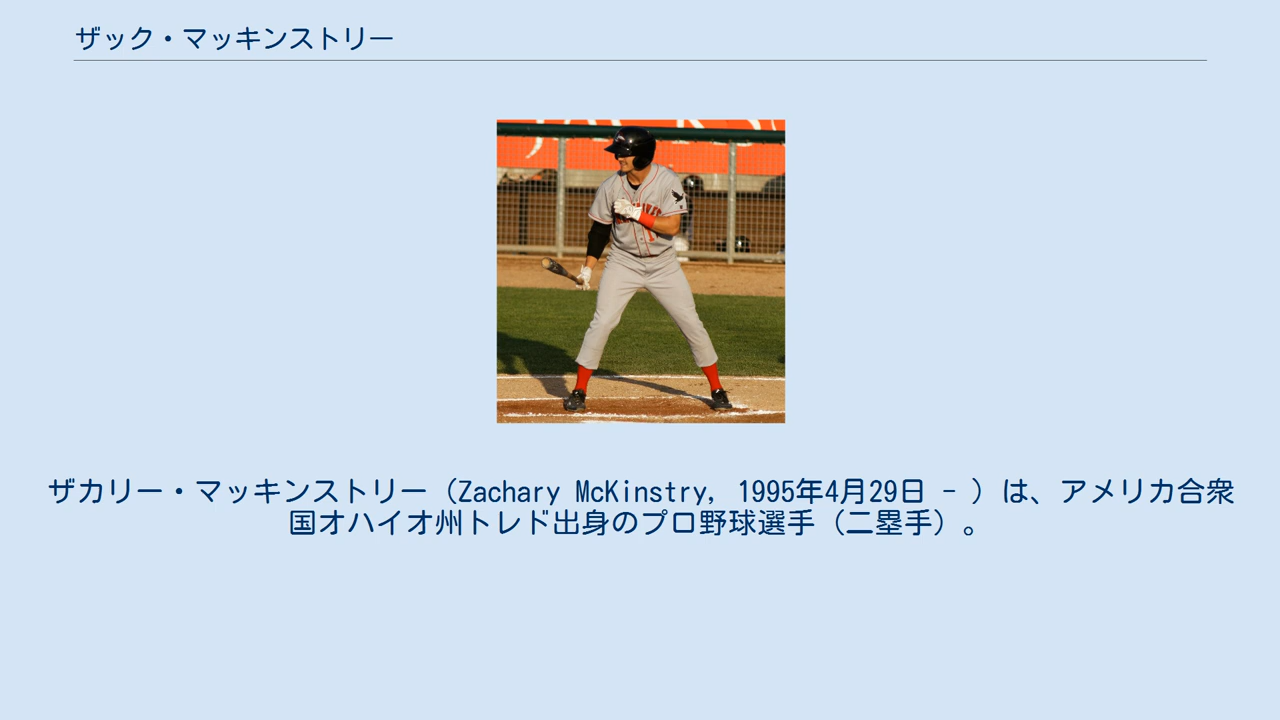 ザック・マッキンストリー
ザカリー・マッキンストリー（Zachary McKinstry, 1995年4月29日 - ）は、アメリカ合衆
国オハイオ州トレド出身のプロ野球選手（二塁手）。